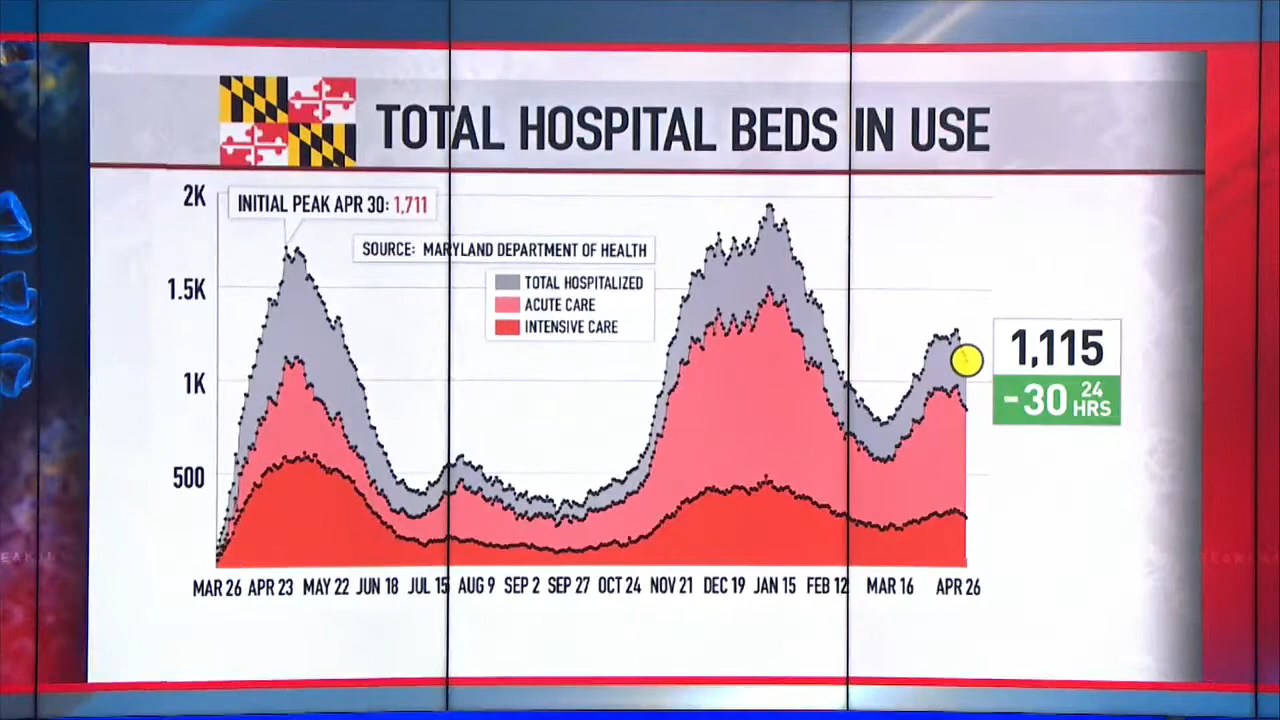 TOTAL HOSPITAL BEDS IN USE
2K
INITIAL PEAK APR 30: 1,711
SOURCE: MARYLAND DEPARTMENT OF HEALTH
TOTAL HOSPITALIZED
ACUTE CARE
INTENSIVE CARE
1.5K
1K
500
1,115
-30 24 HRS
MAR 26 APR 23 MAY 22 JUN 18 JUL 15 AUG 9 SEP 2 SEP 27 OCT 24 NOV 21 DEC 19 JAN 15 FEB 12 MAR 16 APR 26